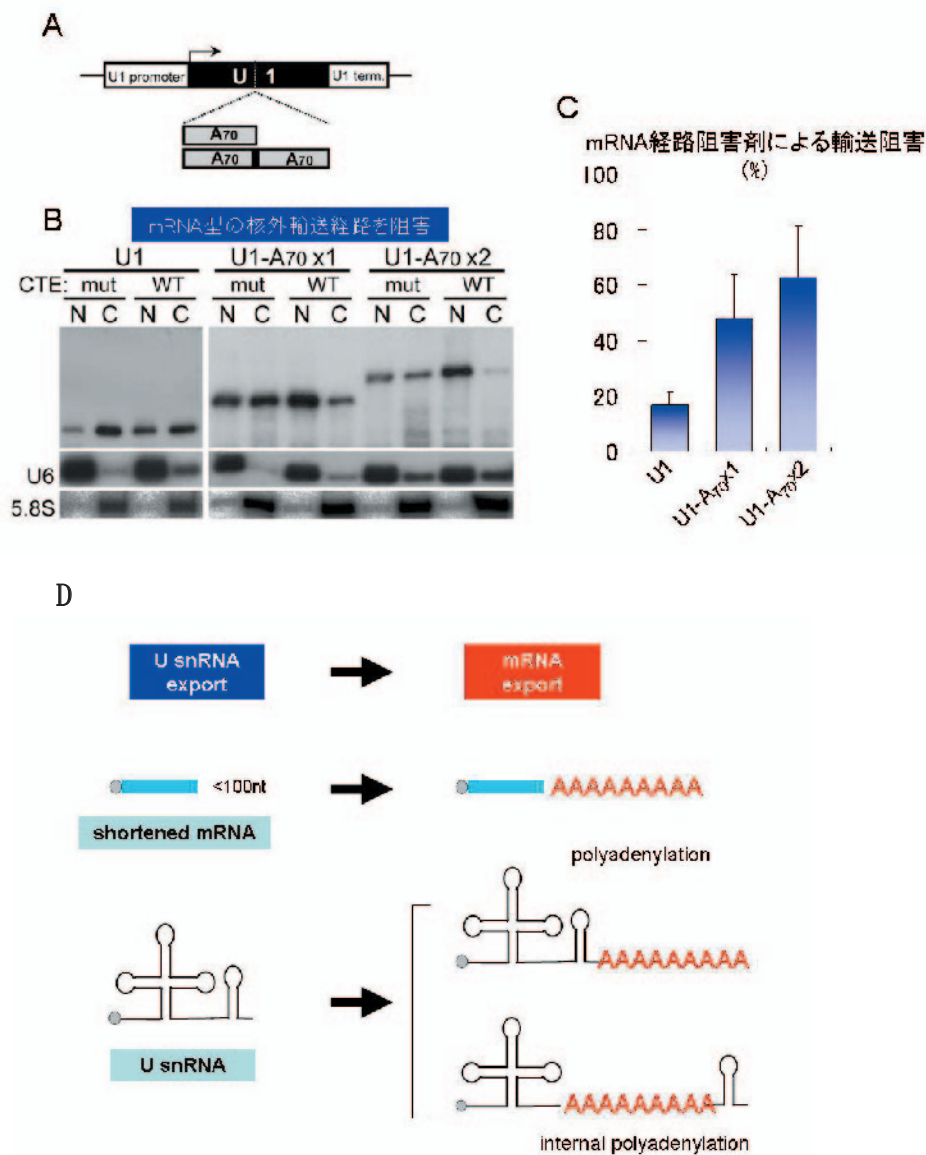 A
U1 promoter U 1 U1 term.
A70
A70 A70
B
mRNA型の核外輸送経路を阻害
U1 U1-A70 x1 U1-A70 x2
CTE: mut WT mut WT mut WT
N C N C N C N C N C N C
U6
5.8S
C
mRNA経路阻害剤による輸送阻害
(%)
100
80
60
40
20
0
U1
U1-A70x1
U1-A70x2
D
U snRNA export
mRNA export
<100nt
AAAAAAAAA
shortened mRNA
polyadenylation
AAAAAAAAA
U snRNA
AAAAAAAAA
internal polyadenylation